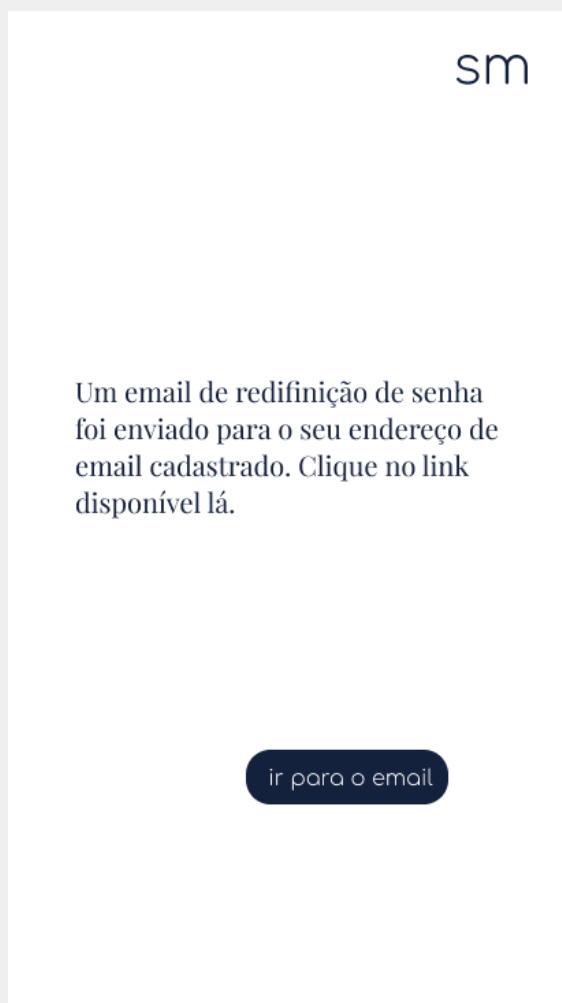 sm
Um email de redifinição de senha
foi enviado para o seu endereço de
email cadastrado. Clique no link
disponível lá.
ir para o email